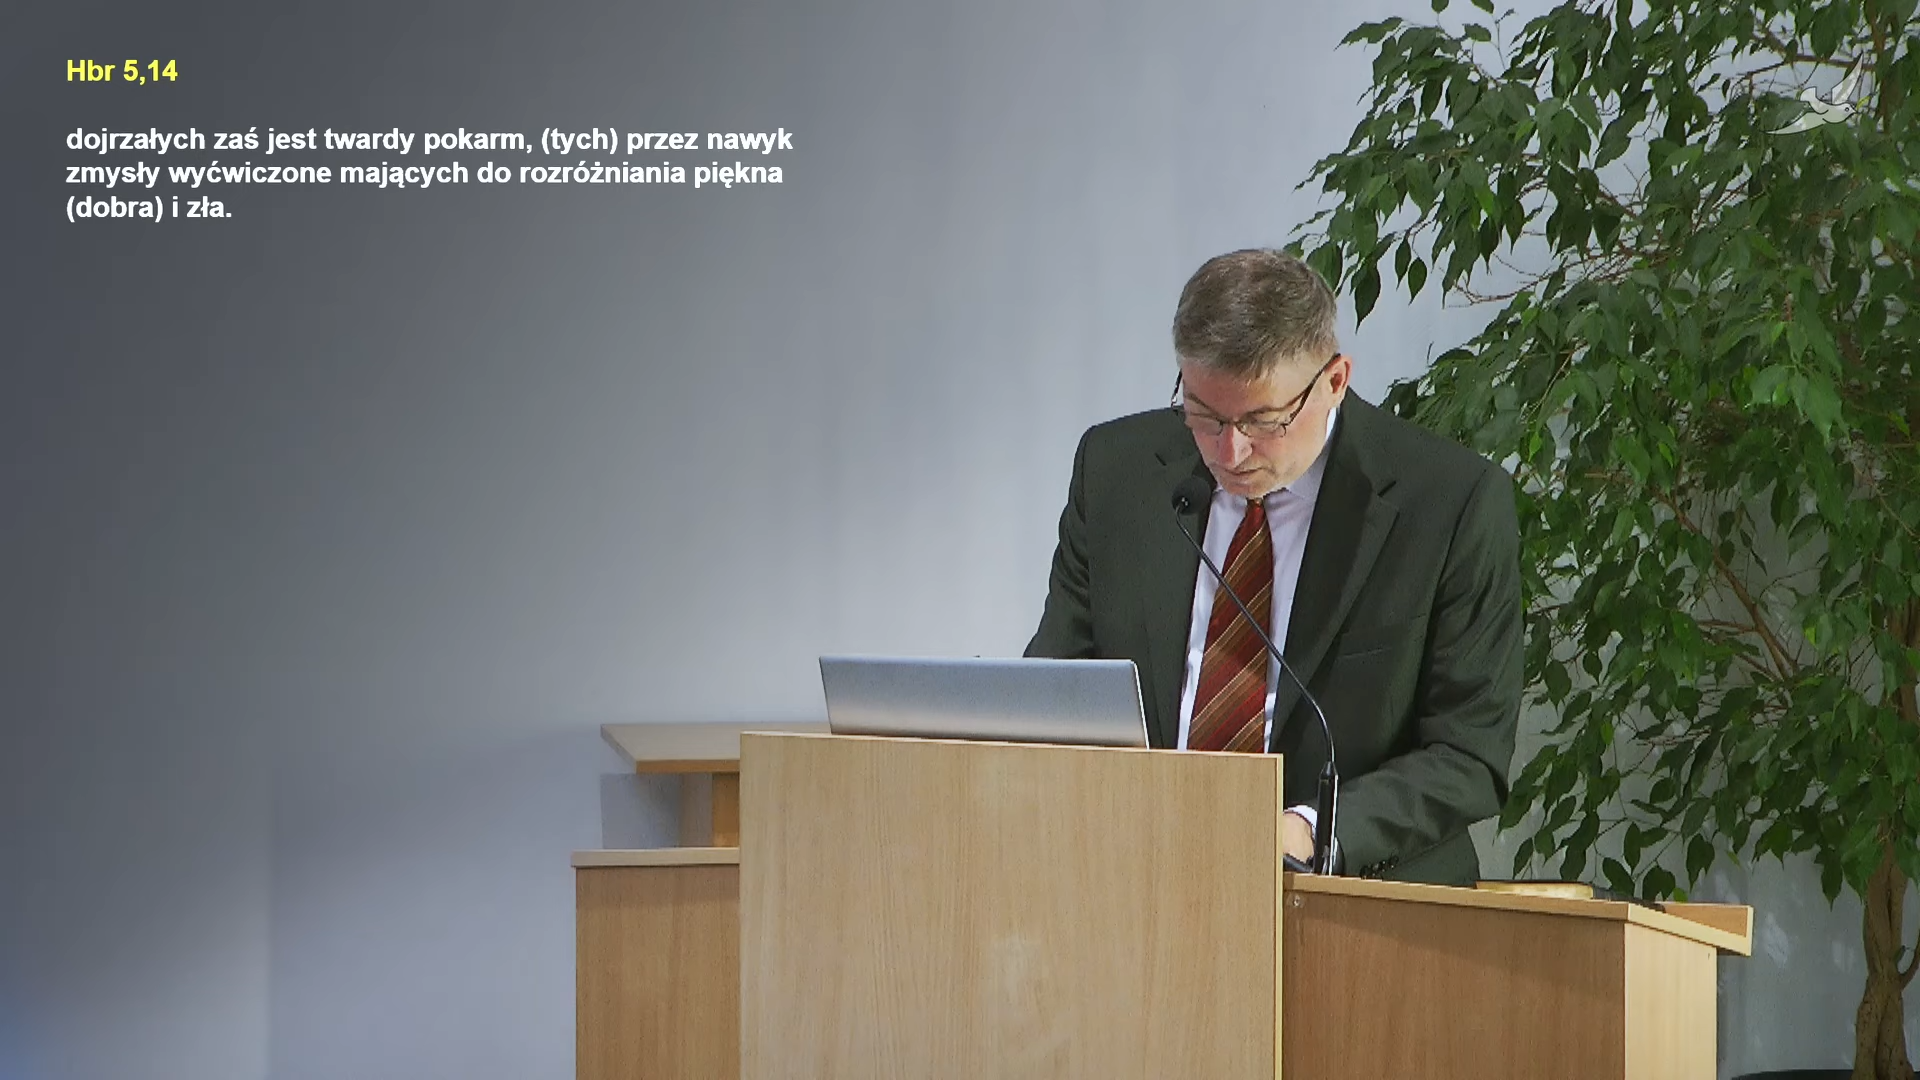 Hbr 5,14
dojrzałych zaś jest twardy pokarm, (tych) przez nawyk
zmysły wyćwiczone mających do rozróżniania piękna
(dobra) i zła.